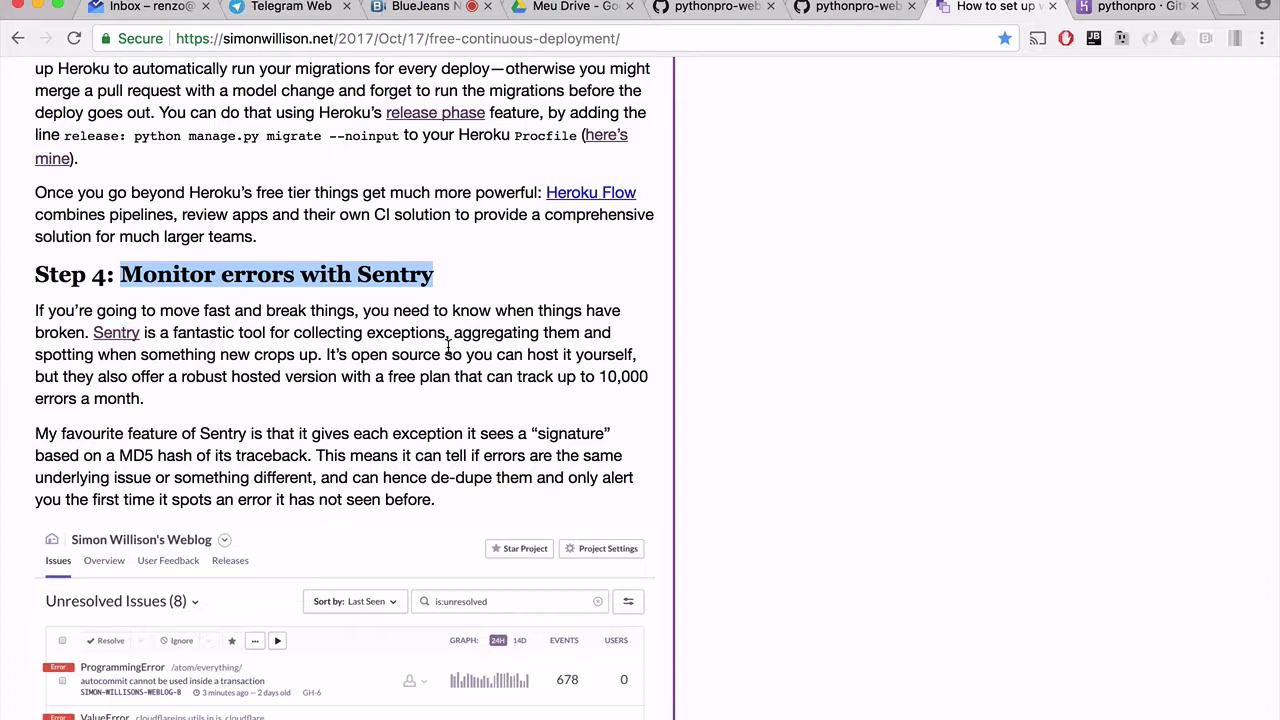 Inbox – renzo@
Telegram Web
BlueJeans N
Meu Drive - Goo
pythonpro-web
pythonpro-web
How to set up w
pythonpro · GitH
Secure
https://simonwillison.net/2017/Oct/17/free-continuous-deployment/
up Heroku to automatically run your migrations for every deploy—otherwise you might
merge a pull request with a model change and forget to run the migrations before the
deploy goes out. You can do that using Heroku’s release phase feature, by adding the
line release: python manage.py migrate --noinput to your Heroku Procfile (here’s
mine).
Once you go beyond Heroku’s free tier things get much more powerful: Heroku Flow
combines pipelines, review apps and their own CI solution to provide a comprehensive
solution for much larger teams.
Step 4: Monitor errors with Sentry
If you’re going to move fast and break things, you need to know when things have
broken. Sentry is a fantastic tool for collecting exceptions, aggregating them and
spotting when something new crops up. It’s open source so you can host it yourself,
but they also offer a robust hosted version with a free plan that can track up to 10,000
errors a month.
My favourite feature of Sentry is that it gives each exception it sees a “signature”
based on a MD5 hash of its traceback. This means it can tell if errors are the same
underlying issue or something different, and can hence de-dupe them and only alert
you the first time it spots an error it has not seen before.
Simon Willison's Weblog
Star Project
Project Settings
Issues Overview User Feedback Releases
Unresolved Issues (8)
Sort by: Last Seen
is:unresolved
Resolve
Ignore
GRAPH: 24H 14D EVENTS USERS
Error ProgrammingError /atom/everything/
autocommit cannot be used inside a transaction
678 0
SIMON-WILLISONS-WEBLOG-B 3 minutes ago — 2 days old GH-6
Error ValueError cloudflareips.utils in is_cloudflare